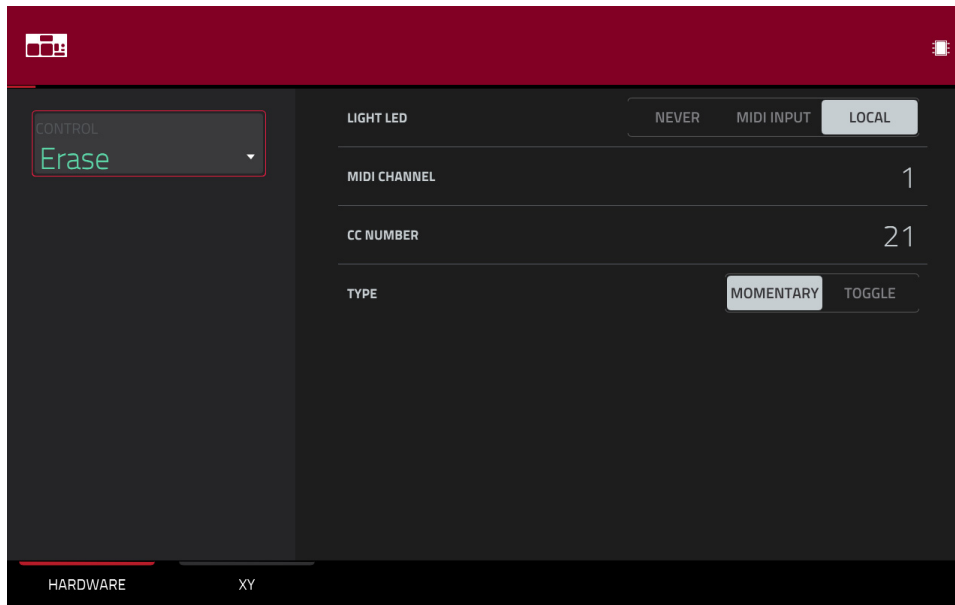 CONTROL
Erase
LIGHT LED NEVER MIDI INPUT LOCAL
MIDI CHANNEL 1
CC NUMBER 21
TYPE MOMENTARY TOGGLE
HARDWARE XY